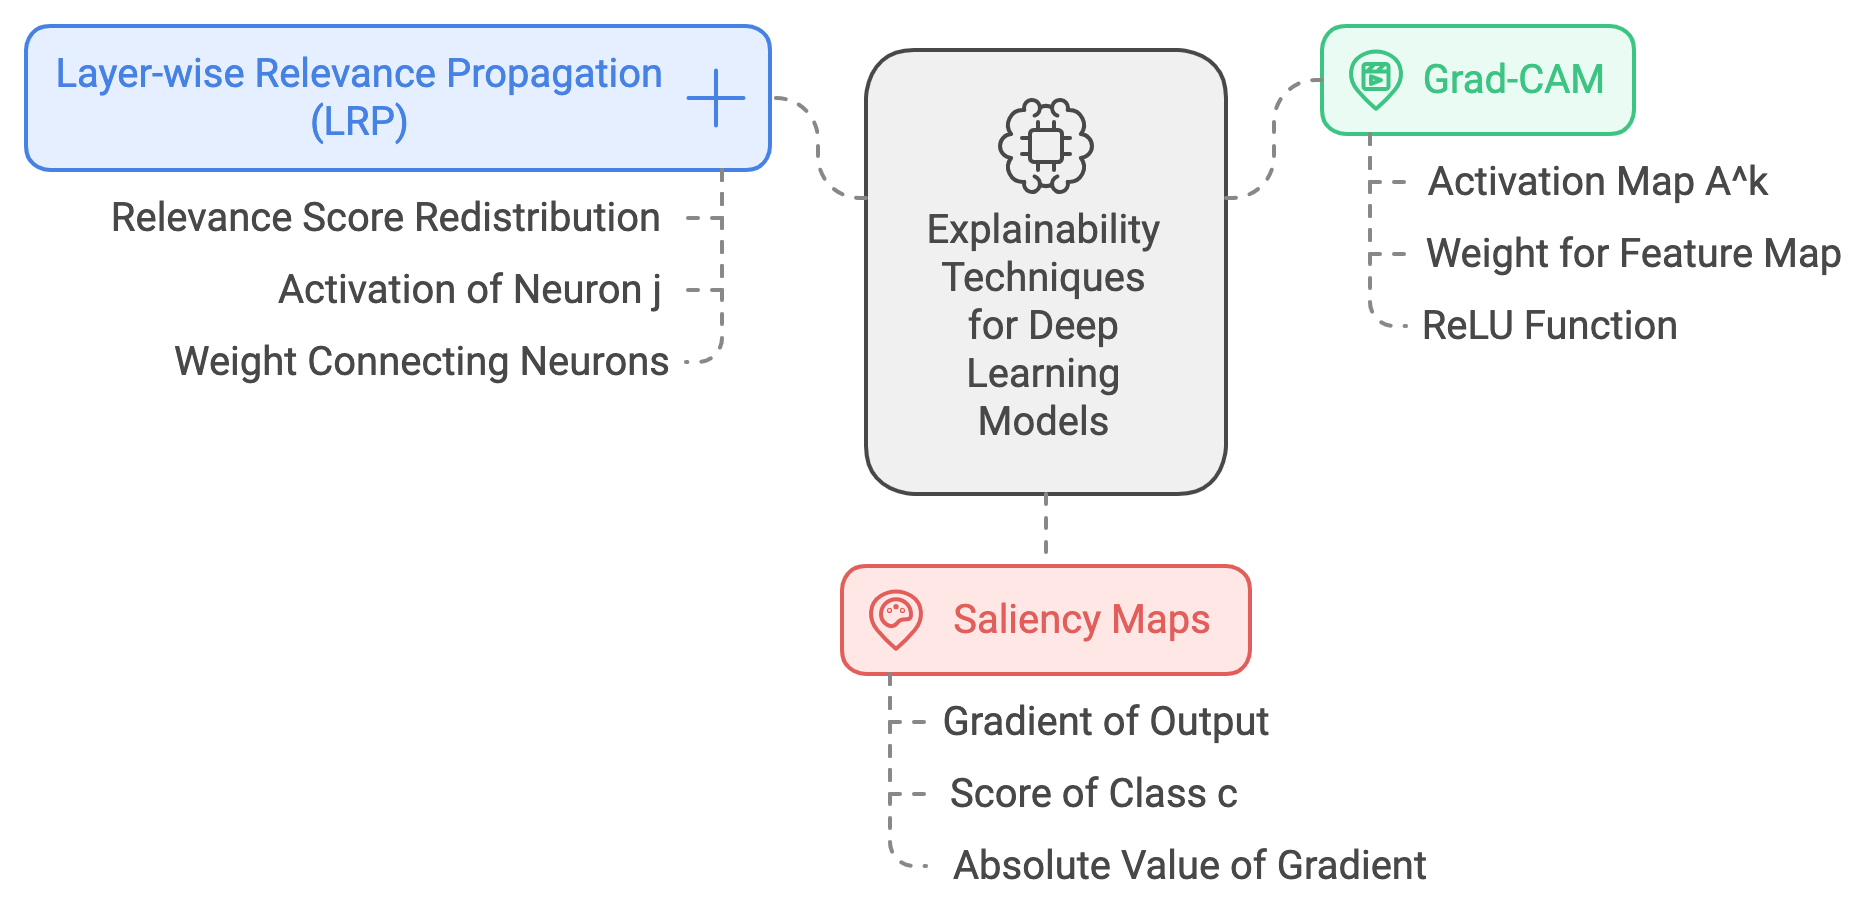 Layer-wise Relevance Propagation
(LRP)
Relevance Score Redistribution
Activation of Neuron j
Weight Connecting Neurons
Explainability
Techniques
for Deep
Learning
Models
Grad-CAM
Activation Map A^k
Weight for Feature Map
ReLU Function
Saliency Maps
Gradient of Output
Score of Class c
Absolute Value of Gradient